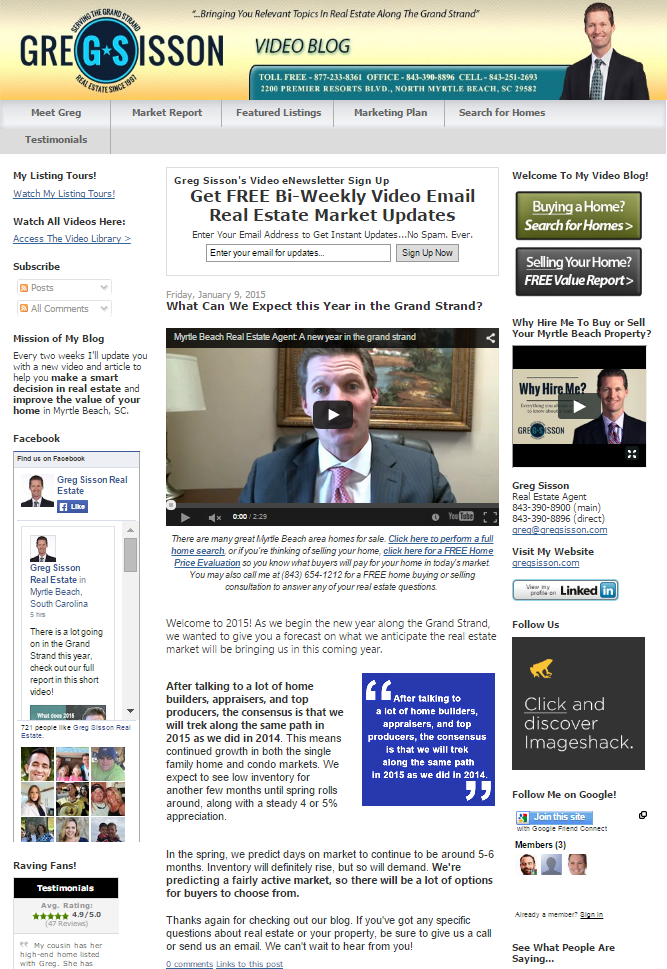 "...Bringing You Relevant Topics In Real Estate Along The Grand Strand"
SERVING THE GRAND STRAND
GREG SISSON
REAL ESTATE SINCE 1997
VIDEO BLOG
TOLL FREE - 877-233-8361 OFFICE - 843-390-8896 CELL - 843-251-2693
2200 PREMIER RESORTS BLVD., NORTH MYRTLE BEACH, SC 29582
Meet Greg
Market Report
Featured Listings
Marketing Plan
Search for Homes
Testimonials
My Listing Tours!
Watch My Listing Tours!
Watch All Videos Here:
Access The Video Library >
Subscribe
Posts
All Comments
Mission of My Blog
Every two weeks I'll update you
with a new video and article to
help you make a smart
decision in real estate and
improve the value of your
home in Myrtle Beach, SC.
Facebook
Find us on Facebook
Greg Sisson Real
Estate
Like
Greg Sisson
Real Estate in
Myrtle Beach,
South Carolina
5 hrs
There is a lot going
on in the Grand
Strand this year,
check out our full
report in this short
video!
What does 2015
721 people like Greg Sisson Real
Estate.
Raving Fans!
Testimonials
Avg. Rating:
4.9/5.0
(47 Reviews)
My cousin has her
high-end home listed
with Greg. She has
Greg Sisson's Video eNewsletter Sign Up
Get FREE Bi-Weekly Video Email
Real Estate Market Updates
Enter Your Email Address to Get Instant Updates...No Spam. Ever.
Enter your email for updates...
Sign Up Now
Friday, January 9, 2015
What Can We Expect this Year in the Grand Strand?
Myrtle Beach Real Estate Agent: A new year in the grand strand
0:00 / 2:29
YouTube
There are many great Myrtle Beach area homes for sale. Click here to perform a full
home search, or if you're thinking of selling your home, click here for a FREE Home
Price Evaluation so you know what buyers will pay for your home in today's market.
You may also call me at (843) 654-1212 for a FREE home buying or selling
consultation to answer any of your real estate questions.
Welcome to 2015! As we begin the new year along the Grand Strand,
we wanted to give you a forecast on what we anticipate the real estate
market will be bringing us in this coming year.
After talking to a lot of home
builders, appraisers, and top
producers, the consensus is that we
will trek along the same path in
2015 as we did in 2014. This means
continued growth in both the single
family home and condo markets. We
expect to see low inventory for
another few months until spring rolls
around, along with a steady 4 or 5%
appreciation.
“After talking to
a lot of home builders,
appraisers, and top
producers, the consensus
is that we will trek
along the same path
in 2015 as we did in 2014.”
In the spring, we predict days on market to continue to be around 5-6
months. Inventory will definitely rise, but so will demand. We're
predicting a fairly active market, so there will be a lot of options
for buyers to choose from.
Thanks again for checking out our blog. If you've got any specific
questions about real estate or your property, be sure to give us a call
or send us an email. We can't wait to hear from you!
0 comments Links to this post
Welcome To My Video Blog!
Buying a Home?
Search for Homes >
Selling Your Home?
FREE Value Report >
Why Hire Me To Buy or Sell
Your Myrtle Beach Property?
Why Hire Me?
GREG SISSON
Greg Sisson
Real Estate Agent
843-390-8900 (main)
843-390-8896 (direct)
greg@gregsisson.com
Visit My Website
gregsisson.com
View my
profile on
Linked in
Follow Us
Click and
discover
Imageshack.
Follow Me on Google!
Join this site
with Google Friend Connect
Members (3)
Already a member? Sign in
See What People Are
Saying...